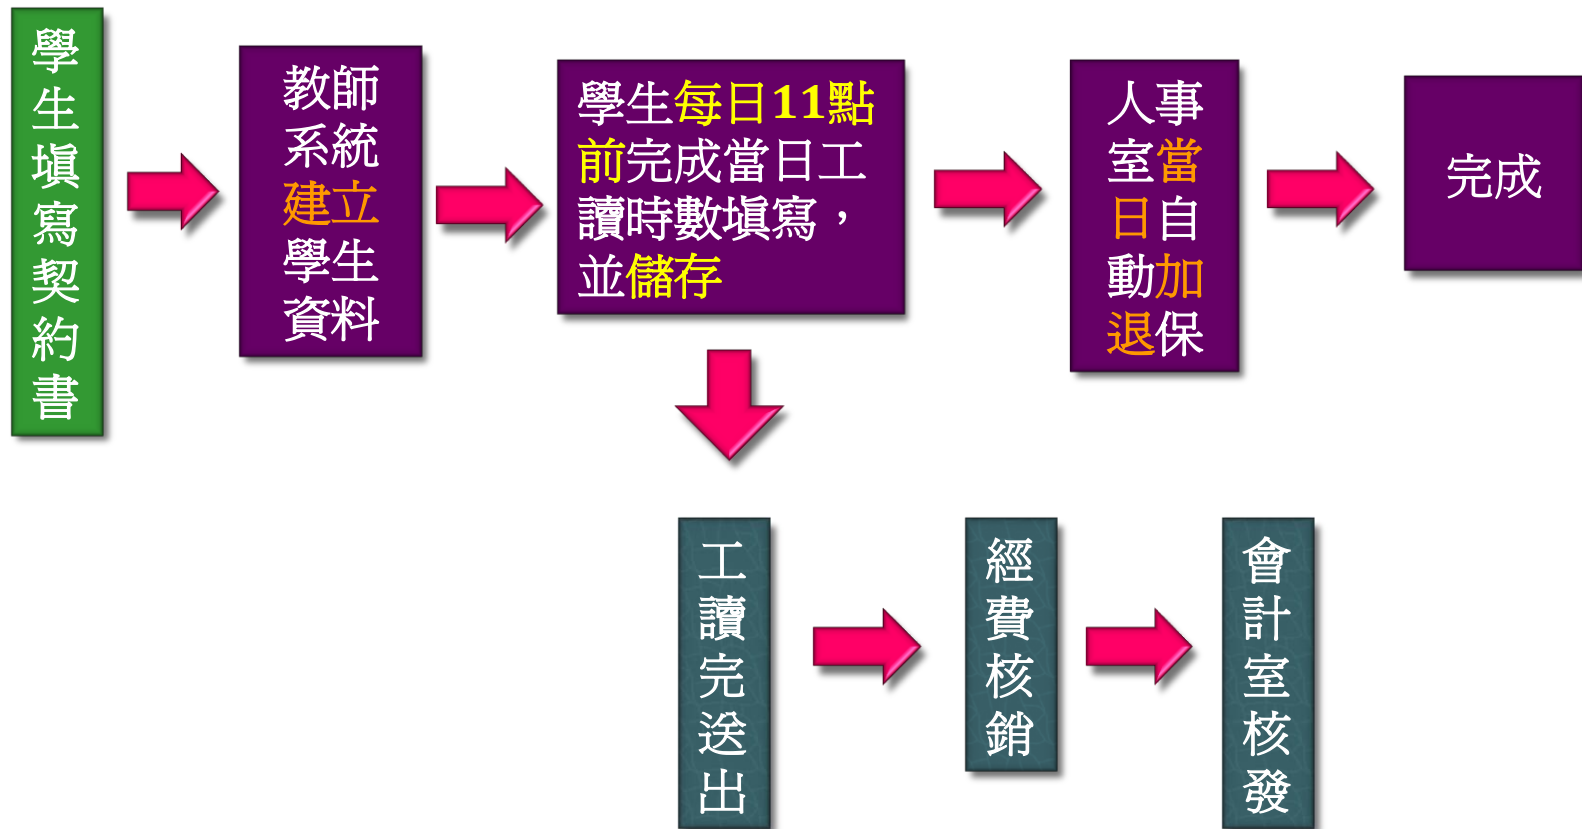 學
生
填
寫
契
約
書
教師
系統
建立
學生
資料
學生每日11點
前完成當日工
讀時數填寫，
並儲存
人事
室當
日自
動加
退保
完成
工
讀
完
送
出
經
費
核
銷
會
計
室
核
發